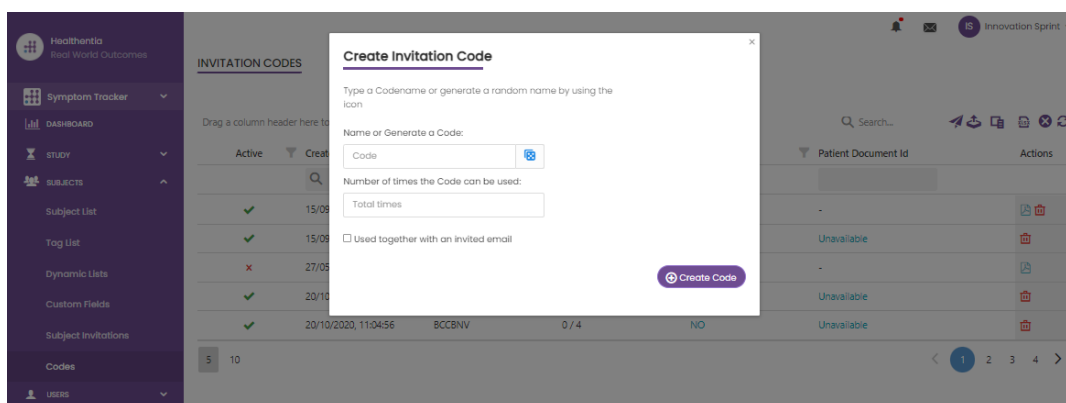 Healthentia
Real World Outcomes
IS Innovation Sprint
Symptom Tracker
DASHBOARD
STUDY
SUBJECTS
Subject List
Tag List
Dynamic Lists
Custom Fields
Subject Invitations
Codes
USERS
INVITATION CODES
Drag a column header here to
Search...
Active
Creat
Patient Document Id
Actions
15/09
-
15/09
Unavailable
27/05
-
20/10
Unavailable
20/10/2020, 11:04:56 BCCBNV 0 / 4 NO Unavailable
5 10
1 2 3 4
Create Invitation Code
Type a Codename or generate a random name by using the
icon
Name or Generate a Code:
Code
Number of times the Code can be used:
Total times
Used together with an invited email
Create Code